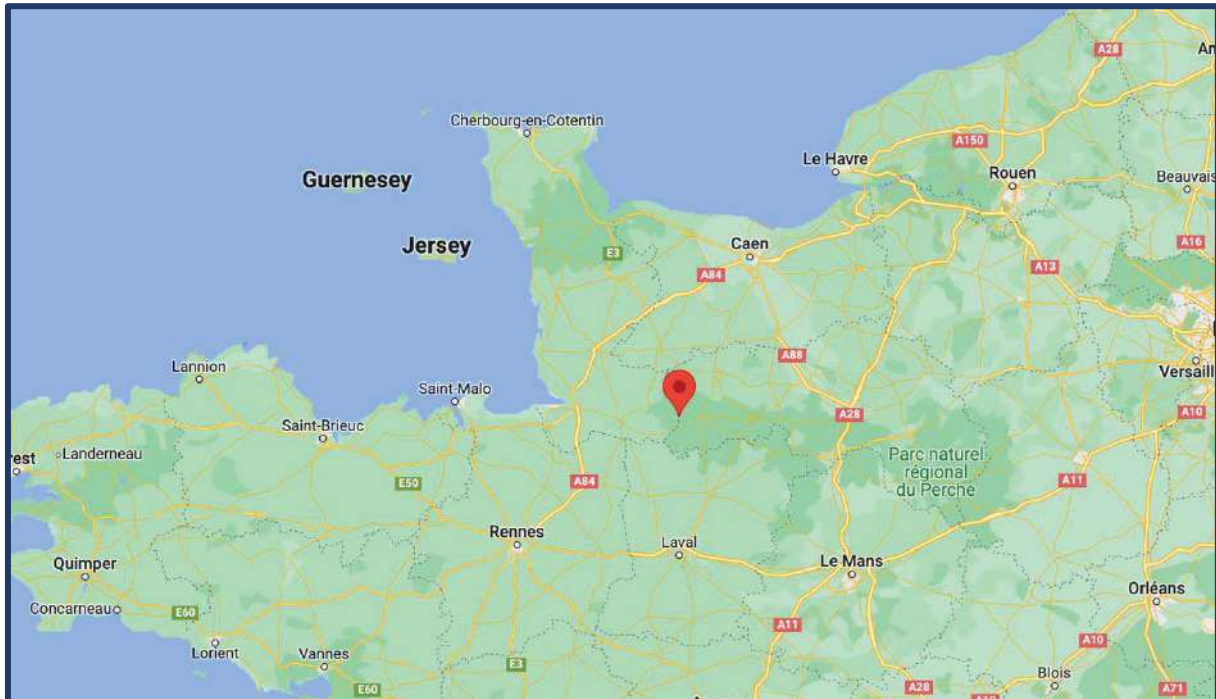 A28
Cherbourg-en-Cotentin
Guernesey
Le Havre
A150
Rouen
Beauvais
Jersey
E3
Caen
A84
A16
A13
A88
Lannion
Saint-Malo
Versaill
A28
A10
Saint-Brieuc
rest
Landerneau
E50
A84
Parc naturel
régional
du Perche
A11
Rennes
Laval
Le Mans
Quimper
Concarneau
E60
Orléans
Lorient
Vannes
E3
A11
A10
E60
A28
Blois
A71